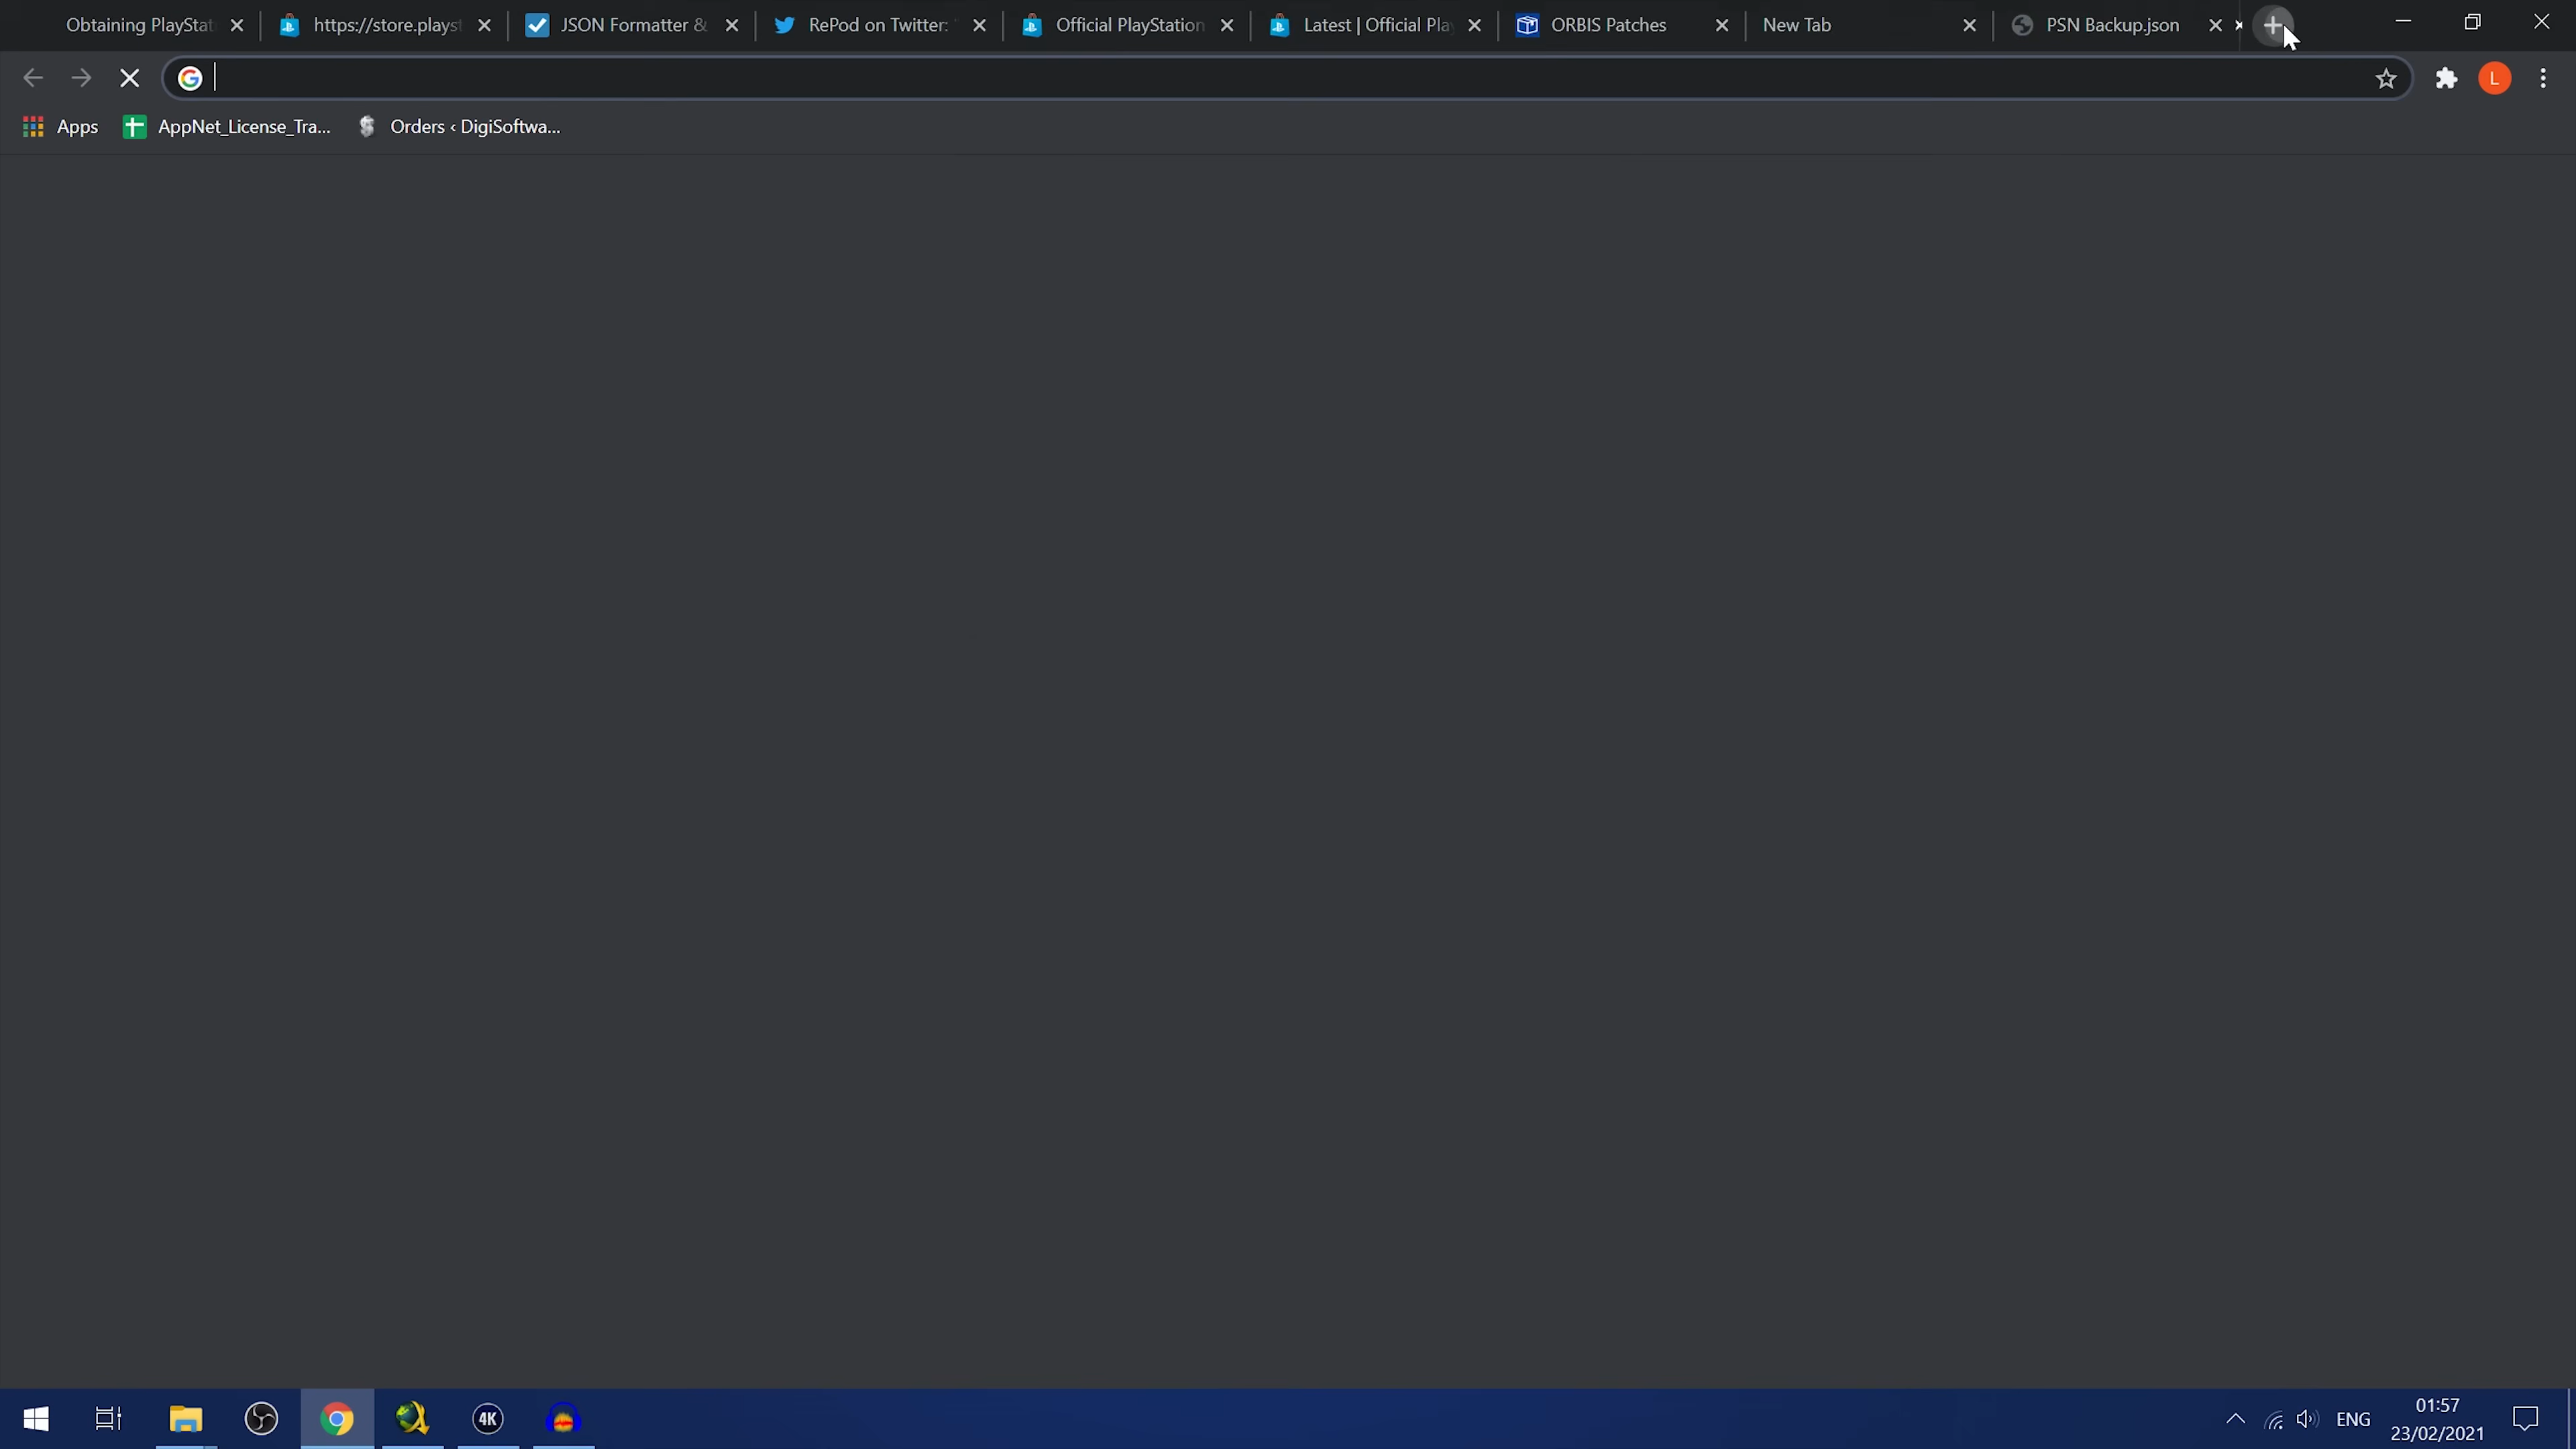 Obtaining PlayStat
https://store.playst
JSON Formatter &
RePod on Twitter: "
Official PlayStation
Latest | Official Pla
ORBIS Patches
New Tab
PSN Backup.json
L
Apps
AppNet_License_Tra...
Orders ‹ DigiSoftwa...
4K
ENG
01:57
23/02/2021